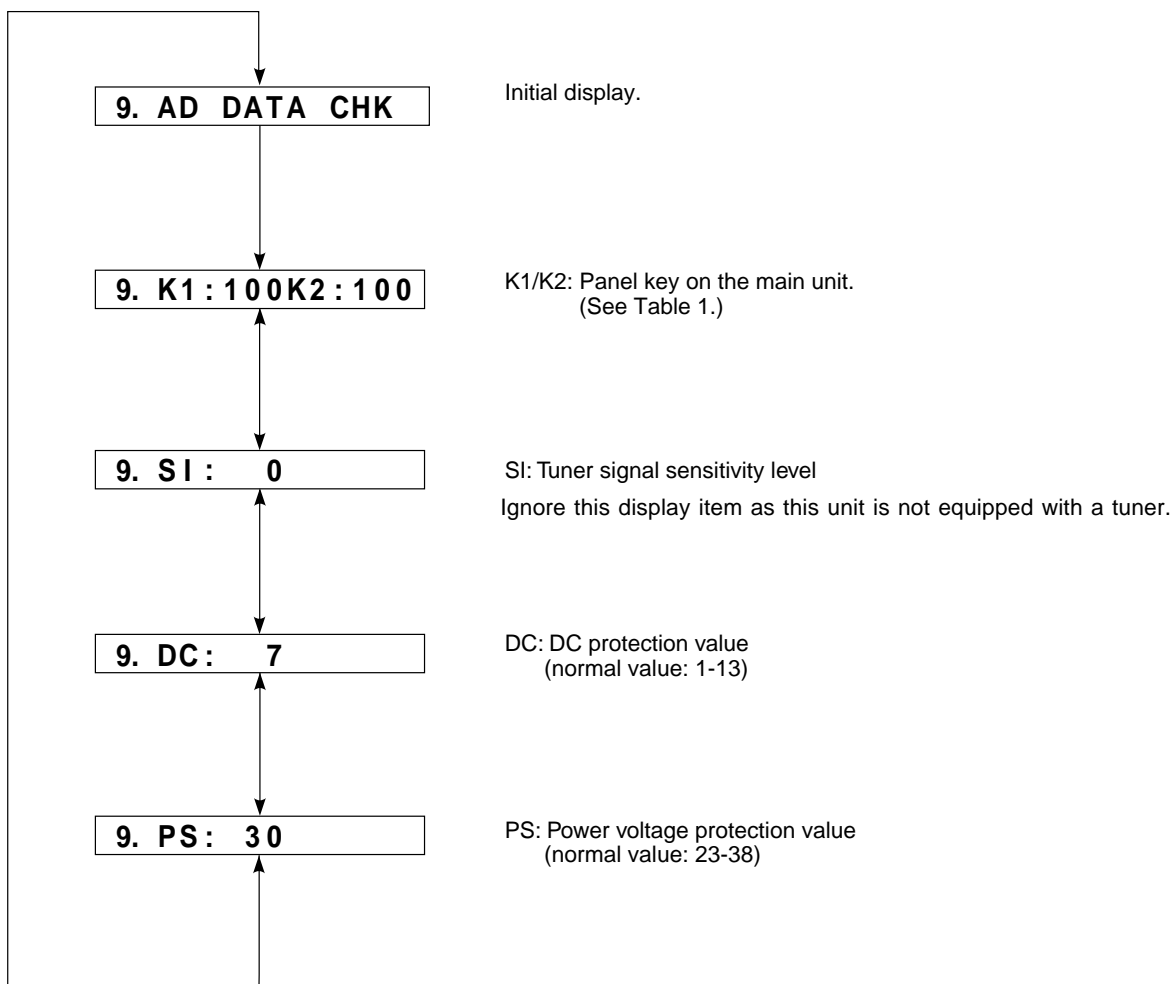 9. AD DATA CHK
Initial display.
9. K1:100K2:100
K1/K2: Panel key on the main unit.
(See Table 1.)
9. SI: 0
SI: Tuner signal sensitivity level
Ignore this display item as this unit is not equipped with a tuner.
9. DC: 7
DC: DC protection value
(normal value: 1-13)
9. PS: 30
PS: Power voltage protection value
(normal value: 23-38)